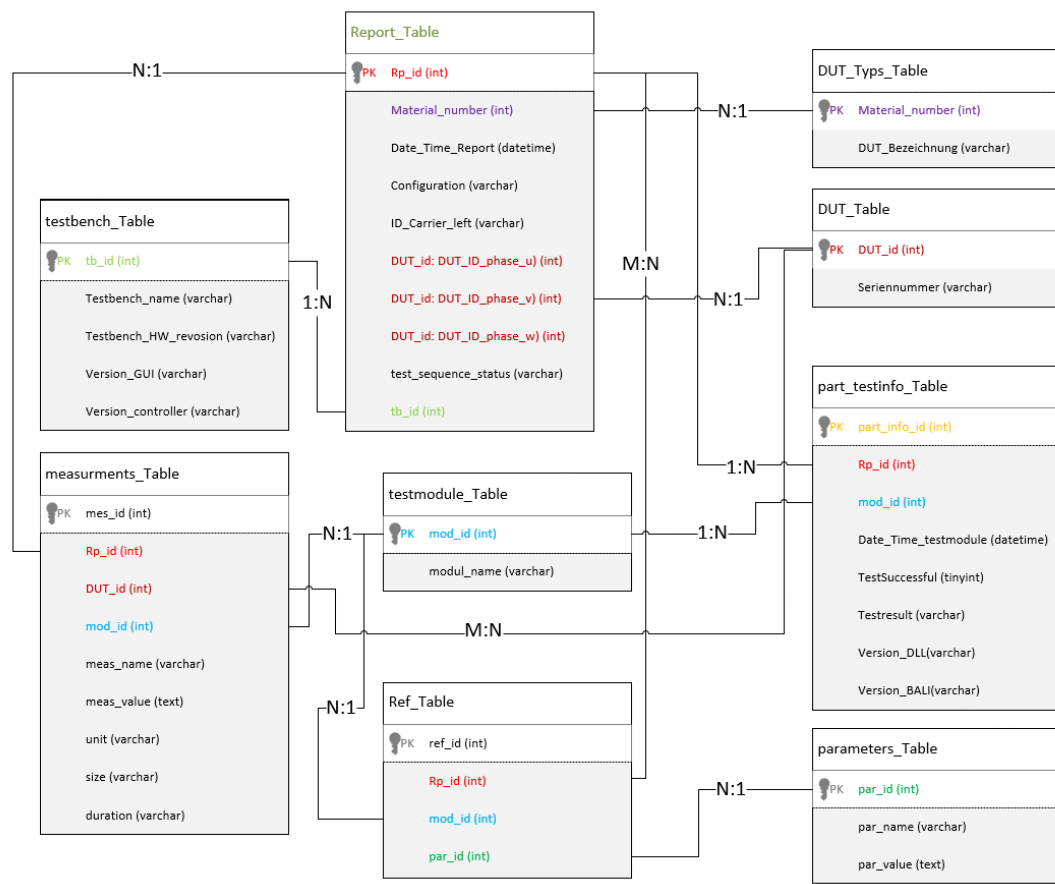 Report_Table
PK Rp_id (int)
Material_number (int)
Date_Time_Report (datetime)
Configuration (varchar)
ID_Carrier_left (varchar)
DUT_id: DUT_ID_phase_u) (int)
DUT_id: DUT_ID_phase_v) (int)
DUT_id: DUT_ID_phase_w) (int)
test_sequence_status (varchar)
tb_id (int)
N:1
DUT_Typs_Table
PK Material_number (int)
DUT_Bezeichnung (varchar)
N:1
DUT_Table
PK DUT_id (int)
Seriennummer (varchar)
N:1
M:N
testbench_Table
PK tb_id (int)
Testbench_name (varchar)
Testbench_HW_revosion (varchar)
Version_GUI (varchar)
Version_controller (varchar)
1:N
part_testinfo_Table
PK part_info_id (int)
Rp_id (int)
mod_id (int)
Date_Time_testmodule (datetime)
TestSuccessful (tinyint)
Testresult (varchar)
Version_DLL(varchar)
Version_BALI(varchar)
1:N
1:N
measurments_Table
PK mes_id (int)
Rp_id (int)
DUT_id (int)
mod_id (int)
meas_name (varchar)
meas_value (text)
unit (varchar)
size (varchar)
duration (varchar)
N:1
testmodule_Table
PK mod_id (int)
modul_name (varchar)
M:N
N:1
Ref_Table
PK ref_id (int)
Rp_id (int)
mod_id (int)
par_id (int)
N:1
parameters_Table
PK par_id (int)
par_name (varchar)
par_value (text)